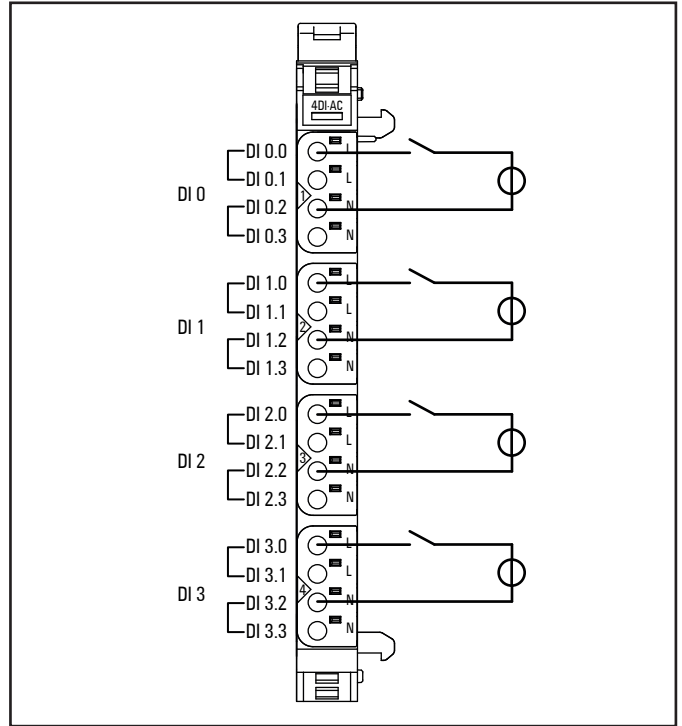 4DI-AC
DI 0.0 L
DI 0.1 L
DI 0 1
DI 0.2 N
DI 0.3 N
DI 1.0 L
DI 1.1 L
DI 1 2
DI 1.2 N
DI 1.3 N
DI 2.0 L
DI 2.1 L
DI 2 3
DI 2.2 N
DI 2.3 N
DI 3.0 L
DI 3.1 L
DI 3 4
DI 3.2 N
DI 3.3 N